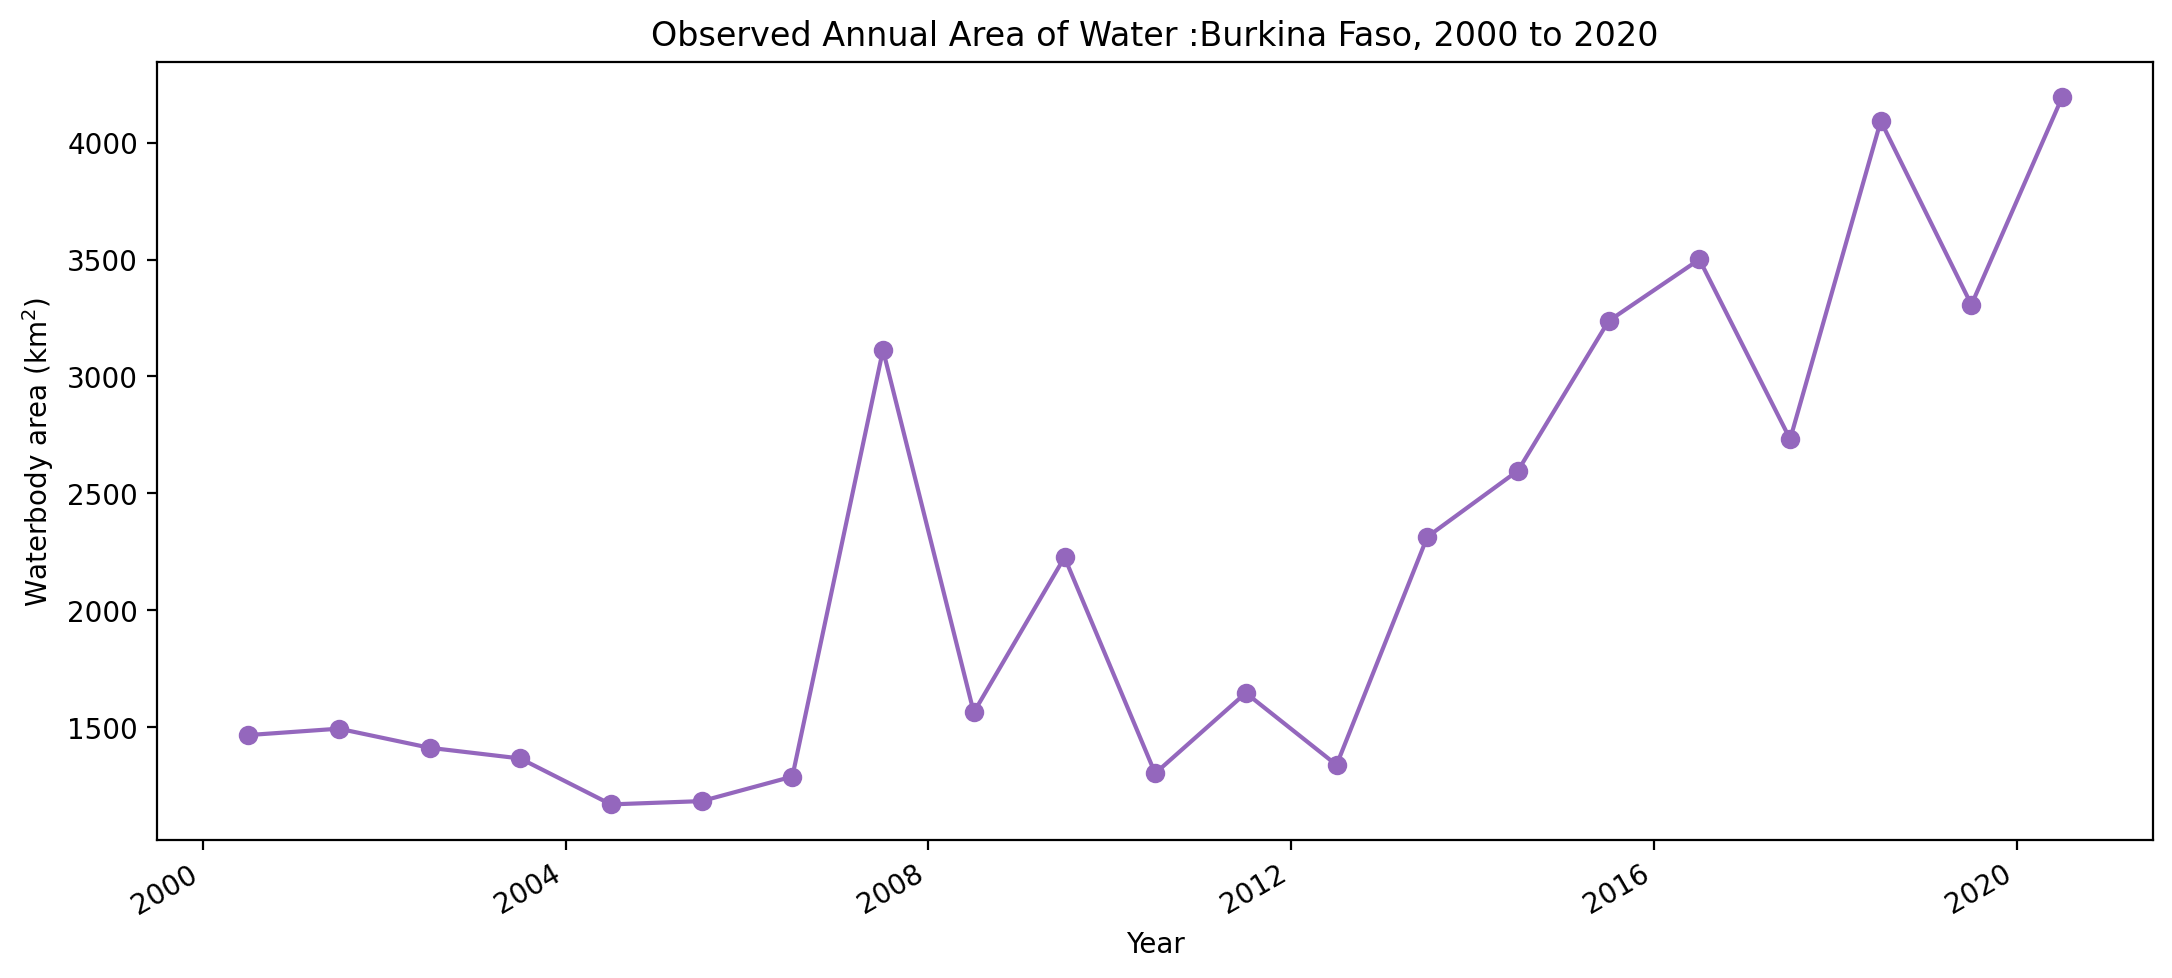 Observed Annual Area of Water :Burkina Faso, 2000 to 2020
Waterbody area (km²)
4000
3500
3000
2500
2000
1500
2000 2004 2008 2012 2016 2020
Year